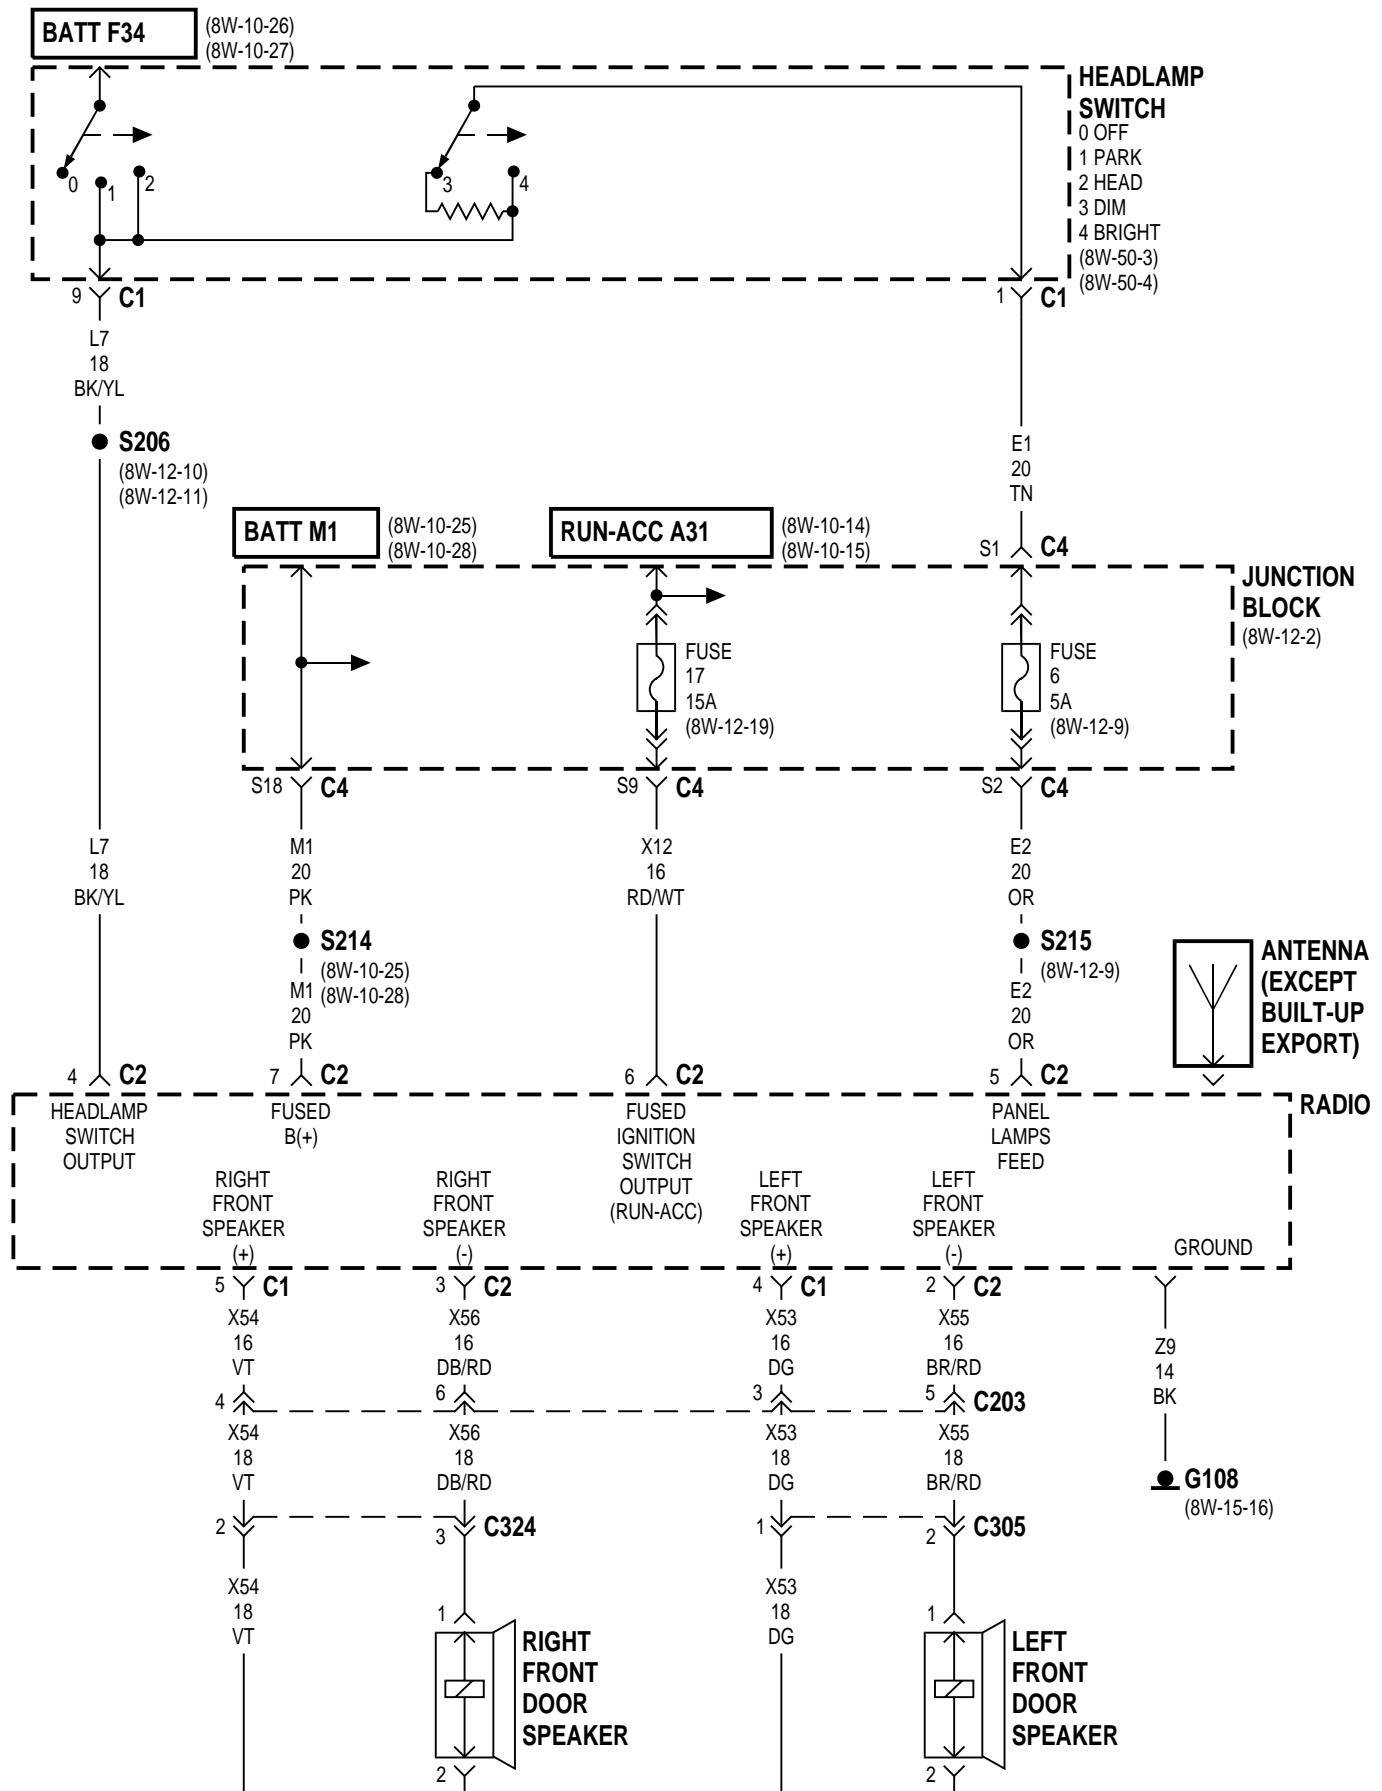 BATT F34
(8W-10-26)
(8W-10-27)
HEADLAMP
SWITCH
0 OFF
1 PARK
2 HEAD
3 DIM
4 BRIGHT
(8W-50-3)
(8W-50-4)
0
1
2
3
4
9
C1
1
C1
L7
18
BK/YL
S206
(8W-12-10)
(8W-12-11)
E1
20
TN
BATT M1
(8W-10-25)
(8W-10-28)
RUN-ACC A31
(8W-10-14)
(8W-10-15)
S1
C4
JUNCTION
BLOCK
(8W-12-2)
FUSE
17
15A
(8W-12-19)
FUSE
6
5A
(8W-12-9)
S18
C4
S9
C4
S2
C4
L7
18
BK/YL
M1
20
PK
X12
16
RD/WT
E2
20
OR
S214
(8W-10-25)
(8W-10-28)
S215
(8W-12-9)
M1
20
PK
E2
20
OR
ANTENNA
(EXCEPT
BUILT-UP
EXPORT)
4
C2
7
C2
6
C2
5
C2
RADIO
HEADLAMP
SWITCH
OUTPUT
FUSED
B(+)
FUSED
IGNITION
SWITCH
OUTPUT
(RUN-ACC)
PANEL
LAMPS
FEED
RIGHT
FRONT
SPEAKER
(+)
RIGHT
FRONT
SPEAKER
(-)
LEFT
FRONT
SPEAKER
(+)
LEFT
FRONT
SPEAKER
(-)
GROUND
5
C1
3
C2
4
C1
2
C2
X54
16
VT
X56
16
DB/RD
X53
16
DG
X55
16
BR/RD
Z9
14
BK
4
6
3
5
C203
X54
18
VT
X56
18
DB/RD
X53
18
DG
X55
18
BR/RD
G108
(8W-15-16)
2
3
C324
1
2
C305
X54
18
VT
X53
18
DG
1
RIGHT
FRONT
DOOR
SPEAKER
2
1
LEFT
FRONT
DOOR
SPEAKER
2